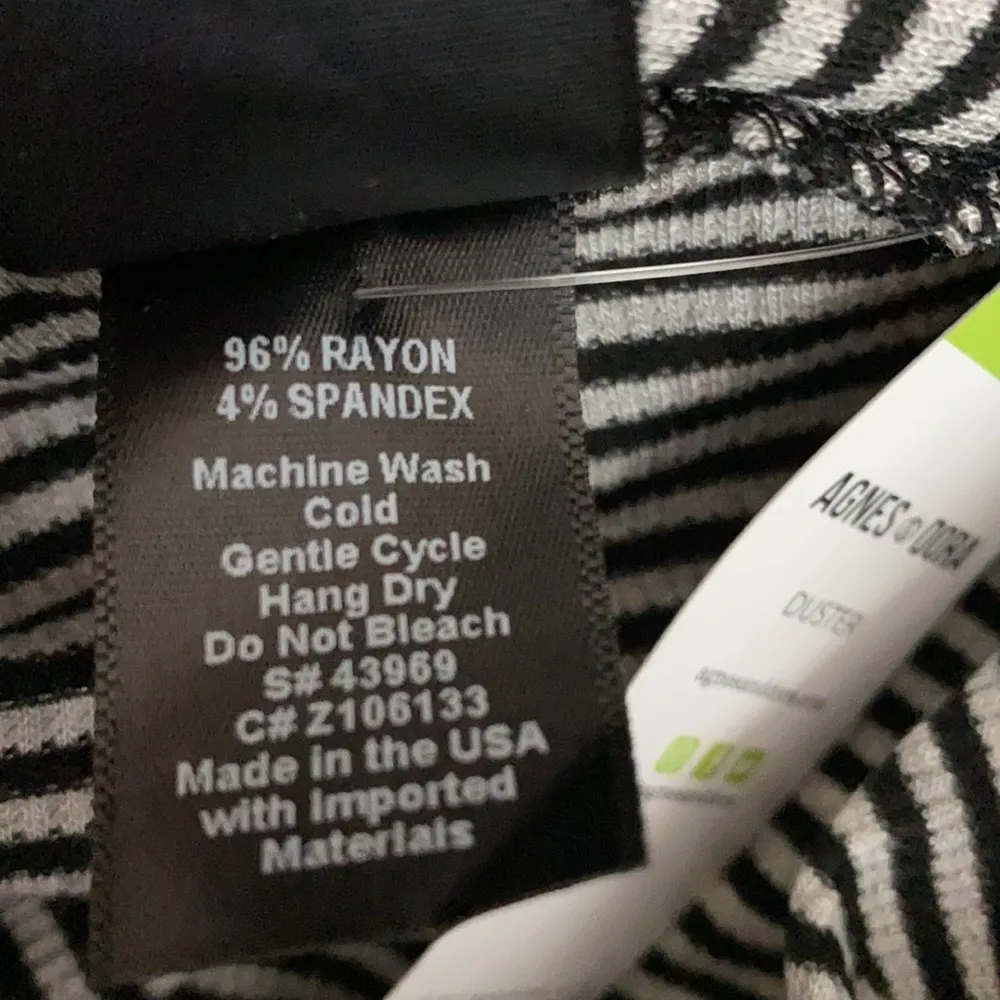 96% RAYON
4% SPANDEX
Machine Wash
Cold
Gentle Cycle
Hang Dry
Do Not Bleach
S# 43969
C# Z106133
Made in the USA
with Imported
Materials
AGNES DORA
DUSTER